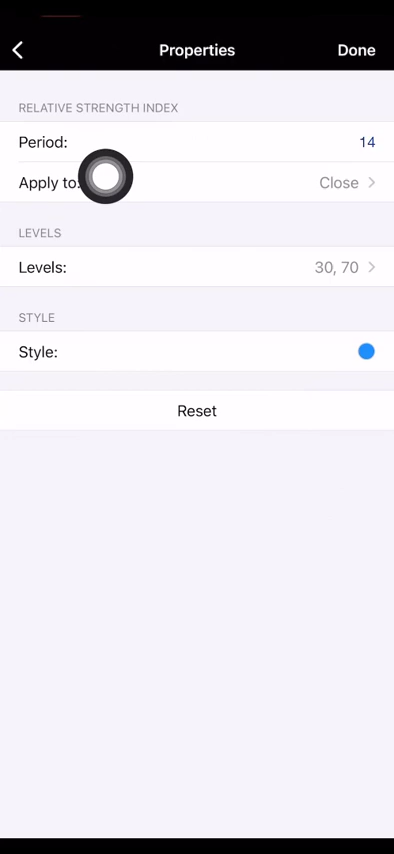 Properties
Done
RELATIVE STRENGTH INDEX
Period:
14
Apply to:
Close
LEVELS
Levels:
30, 70
STYLE
Style:
Reset